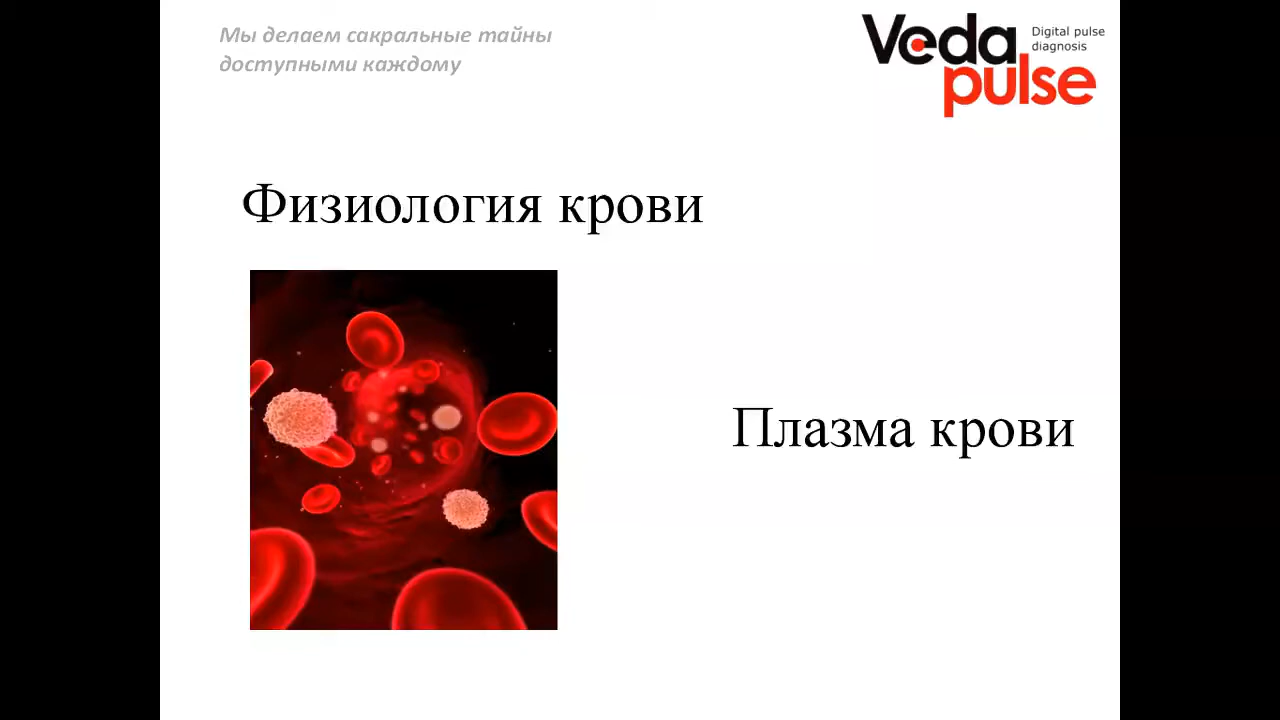 Мы делаем сакральные тайны
доступными каждому
Veda
pulse
Digital pulse
diagnosis
Физиология крови
Плазма крови